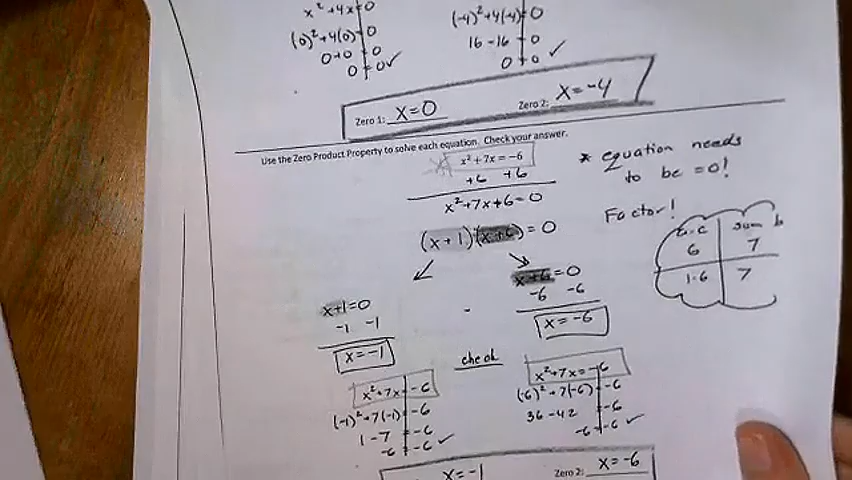 x² + 4x = 0
(-4)² + 4(-4) = 0
(0)² + 4(0) = 0
16 - 16 = 0
0 + 0 = 0
0 = 0 ✓
0 = 0 ✓
Zero 1: x = 0
Zero 2: x = -4
Use the Zero Product Property to solve each equation. Check your answer.
x² + 7x = -6
+6 +6
x² + 7x + 6 = 0
* equation needs
to be = 0!
(x + 1)(x + 6) = 0
Factor!
a·c sum b
6 7
1·6 7
x + 6 = 0
-6 -6
x = -6
x + 1 = 0
-1 -1
x = -1
check
x² + 7x = -6
(-1)² + 7(-1) = -6
1 - 7 = -6
-6 = -6 ✓
x² + 7x = -6
(-6)² + 7(-6) = -6
36 - 42 = -6
-6 = -6 ✓
x = -1
Zero 2: x = -6